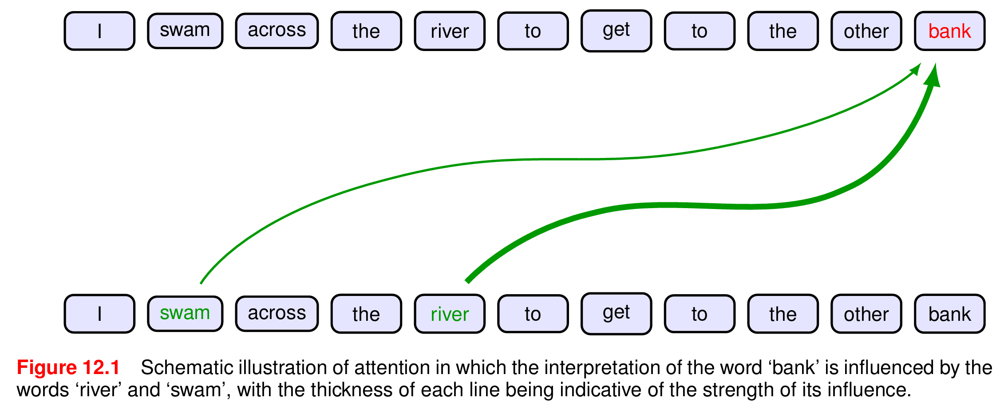 I swam across the river to get to the other bank
I swam across the river to get to the other bank
Figure 12.1 Schematic illustration of attention in which the interpretation of the word ‘bank’ is influenced by the
words ‘river’ and ‘swam’, with the thickness of each line being indicative of the strength of its influence.